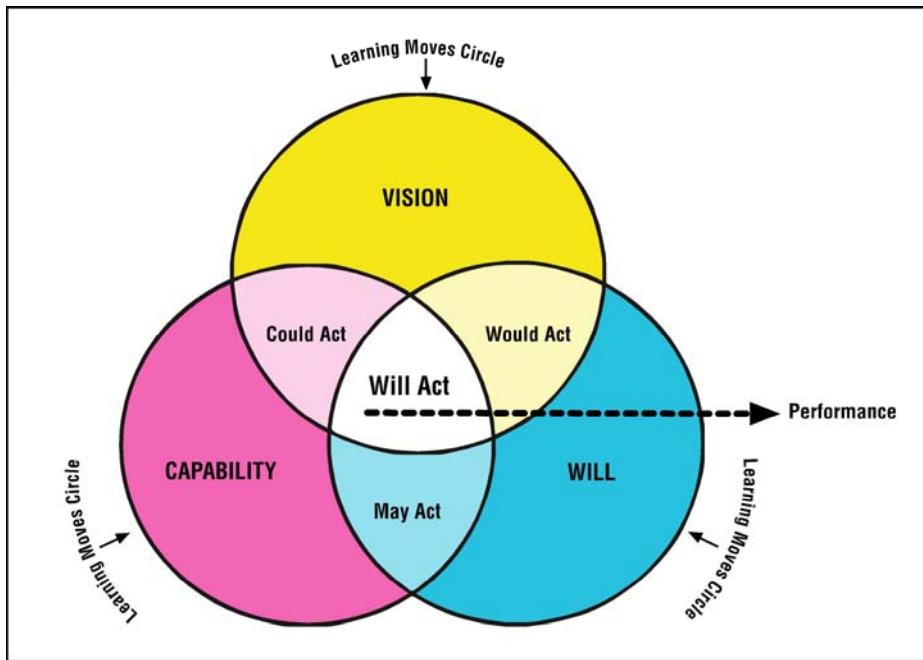 Learning Moves Circle
VISION
Could Act
Would Act
Will Act
Performance
CAPABILITY
WILL
May Act
Learning Moves Circle
Learning Moves Circle